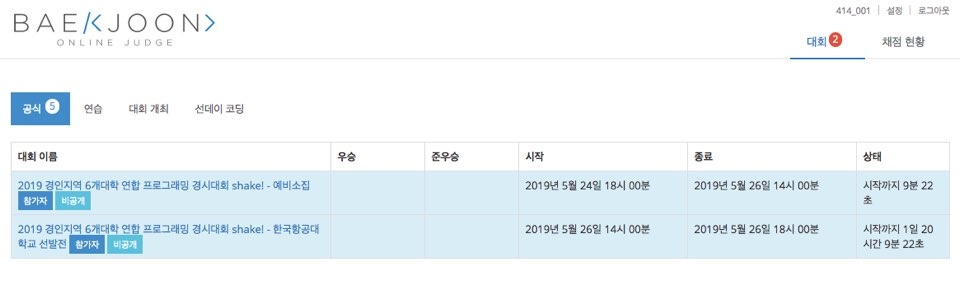 BAE/<JOON>
ONLINE JUDGE
414_001 | 설정 | 로그아웃
대회 2 채점 현황
공식 5 연습 대회 개최 선데이 코딩
대회 이름 우승 준우승 시작 종료 상태
2019 경인지역 6개대학 연합 프로그래밍 경시대회 shake! - 예비소집 2019년 5월 24일 18시 00분 2019년 5월 26일 14시 00분 시작까지 9분 22
참가자 비공개 초
2019 경인지역 6개대학 연합 프로그래밍 경시대회 shake! - 한국항공대 2019년 5월 26일 14시 00분 2019년 5월 26일 18시 00분 시작까지 1일 20
학교 선발전 참가자 비공개 시간 9분 22초